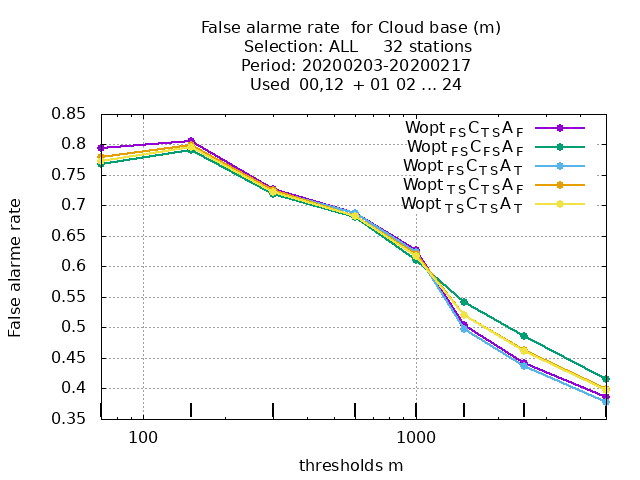 False alarme rate  for Cloud base (m)
Selection: ALL     32 stations
Period: 20200203-20200217
Used  00,12  + 01 02 ... 24
0.85
0.8
0.75
0.7
0.65
0.6
0.55
0.5
0.45
0.4
0.35
False alarme rate
Wopt FS C TS A F
Wopt FS C FS A F
Wopt FS C TS A T
Wopt TS C TS A F
Wopt TS C TS A T
100 1000
thresholds m